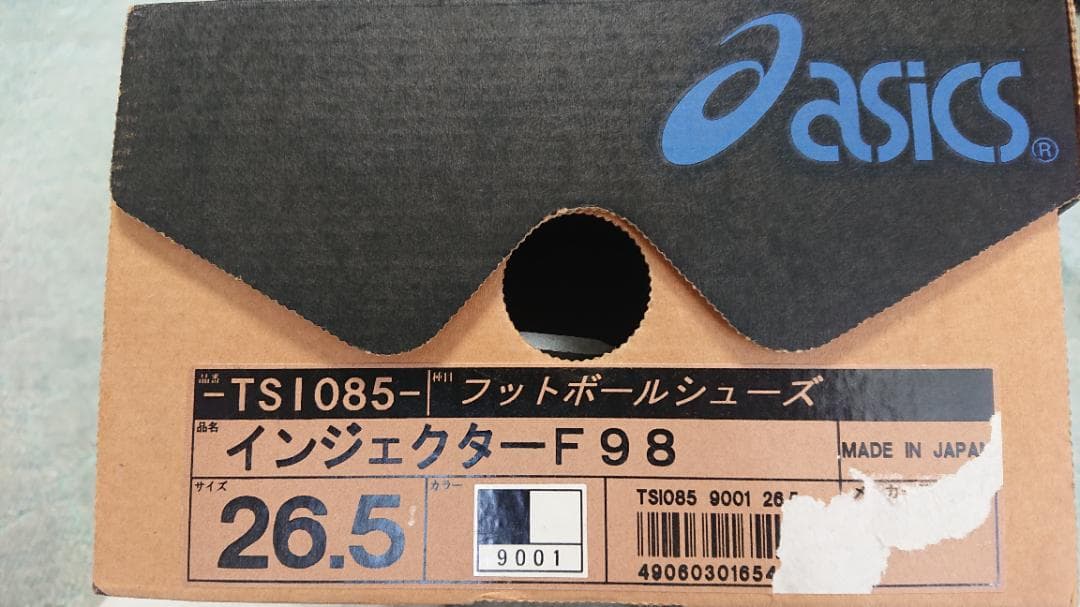 asics®
品番 -TSI085- 種目 フットボールシューズ
品名 インジェクターF98 MADE IN JAPAN
サイズ 26.5 カラー 9001
TSI085 9001 26.5
49060301654